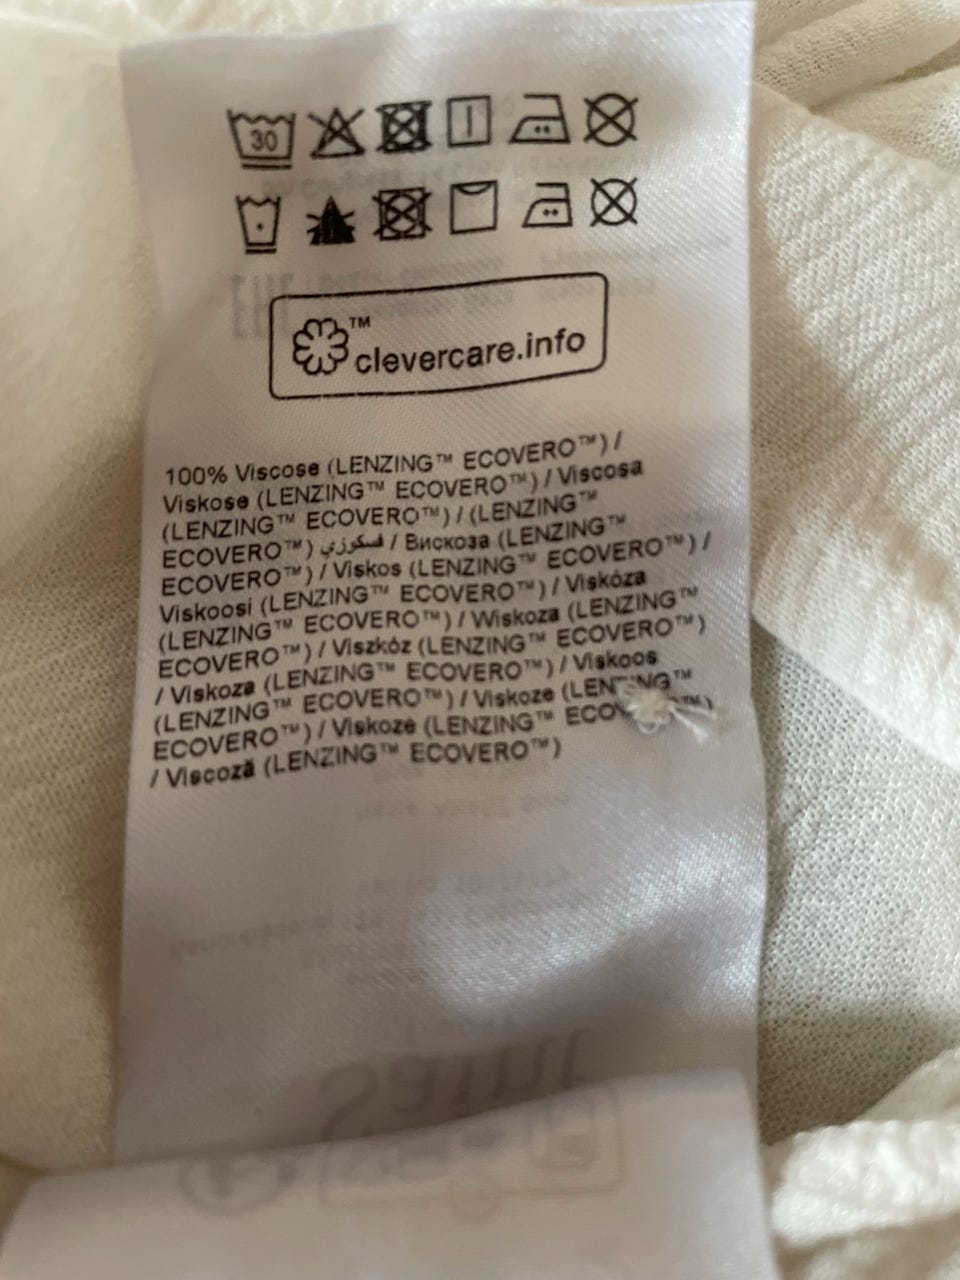 30
™
clevercare.info
100% Viscose (LENZING™ ECOVERO™) /
Viskose (LENZING™ ECOVERO™) / Viscosa
(LENZING™ ECOVERO™) / (LENZING™
ECOVERO™) فسكوزي / Вискоза (LENZING™
ECOVERO™) / Viskos (LENZING™ ECOVERO™) /
Viskoosi (LENZING™ ECOVERO™) / Viskóza
(LENZING™ ECOVERO™) / Wiskoza (LENZING™
ECOVERO™) / Viszkóz (LENZING™ ECOVERO™)
/ Viskoza (LENZING™ ECOVERO™) / Viskoos
(LENZING™ ECOVERO™) / Viskoze (LENZING™
ECOVERO™) / Viskoze (LENZING™ ECOVERO™)
/ Viscoză (LENZING™ ECOVERO™)